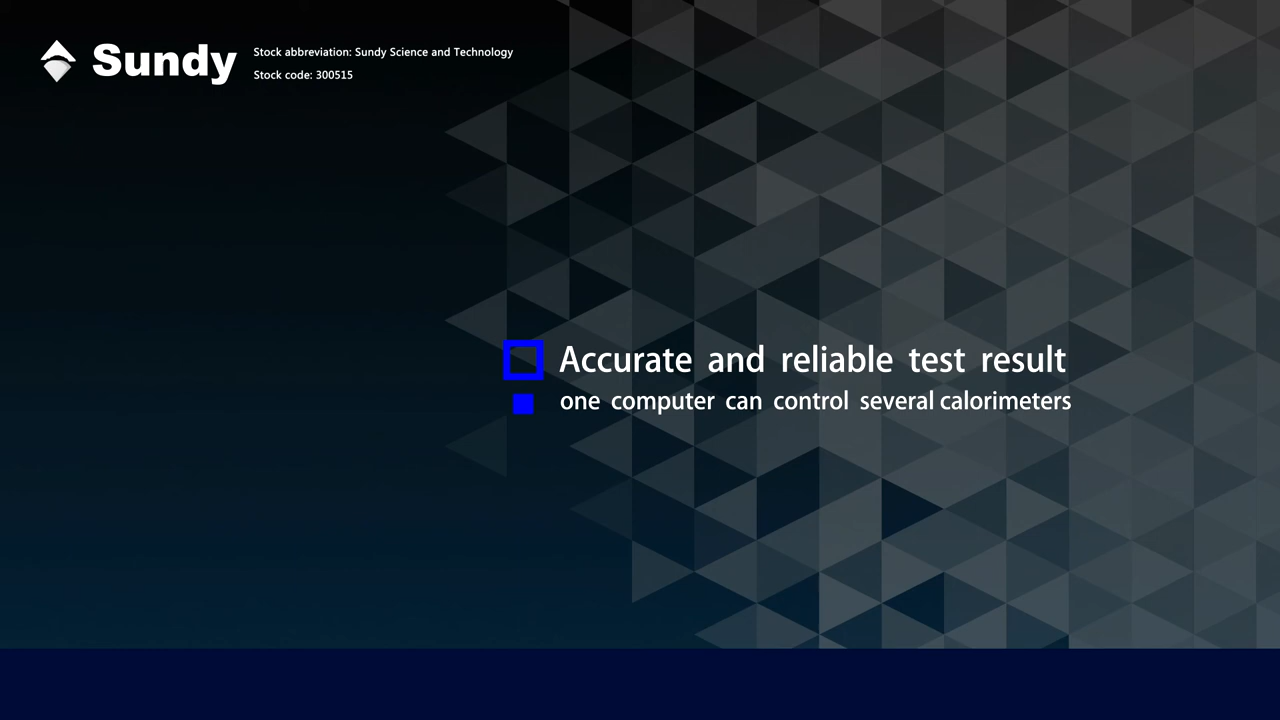 Sundy
Stock abbreviation: Sundy Science and Technology
Stock code: 300515
Accurate and reliable test result
one computer can control several calorimeters